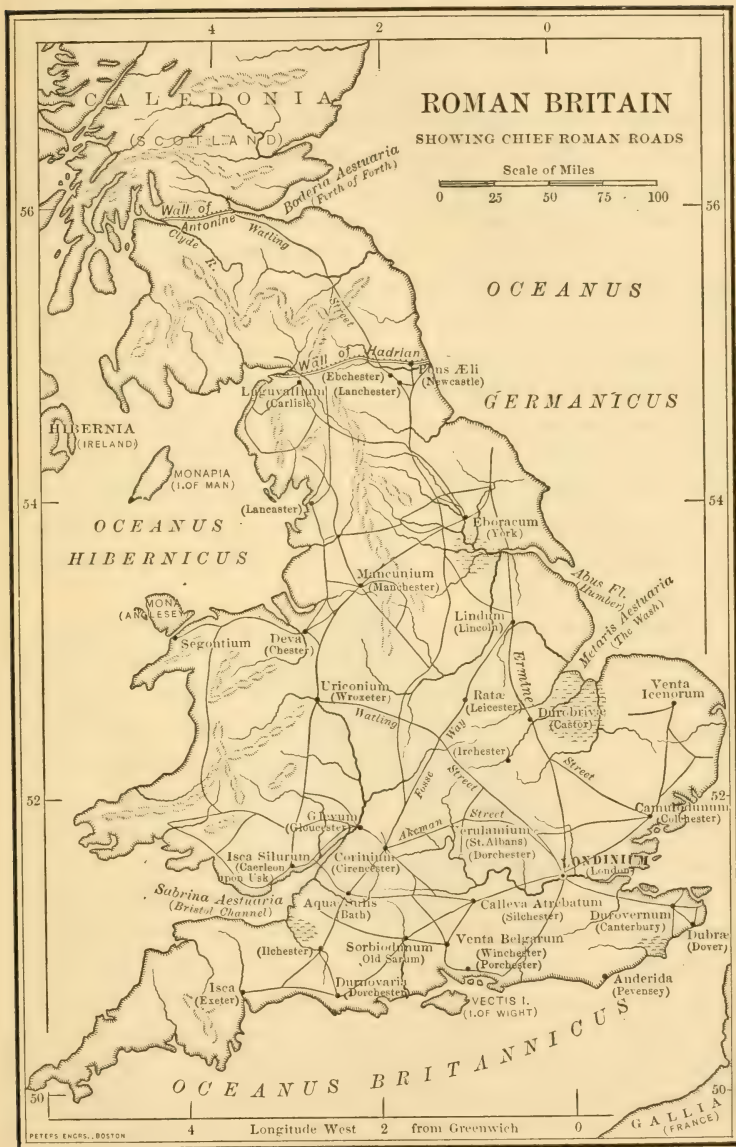 4 2 0
ROMAN BRITAIN
SHOWING CHIEF ROMAN ROADS
Scale of Miles
0 25 50 75 100
CALEDONIA
(SCOTLAND)
Boderia Aestuaria
(Firth of Forth)
56
56
Wall of
Antonine
Clyde R.
Watling
Street
OCEANUS
GERMANICUS
Wall of Hadrian
Pons Æli
(Newcastle)
(Ebchester)
(Lanchester)
Luguvallium
(Carlisle)
HIBERNIA
(IRELAND)
MONAPIA
(I.OF MAN)
54
54
(Lancaster)
OCEANUS
HIBERNICUS
Eboracum
(York)
Abus Fl.
(Humber)
Metaris Aestuaria
(The Wash)
Mancunium
(Manchester)
MONA
(ANGLESEY)
Segontium
Deva
(Chester)
Lindum
(Lincoln)
Ermine
Uriconium
(Wroxeter)
Ratæ
(Leicester)
Durobrivæ
(Castor)
Venta
Icenorum
Watling
Way
(Irchester)
Street
Street
Fosse
52
52
Camulodunum
(Colchester)
Glevum
(Gloucester)
Akeman Street
Verulamium
(St. Albans)
(Dorchester)
Isca Silurum
(Caerleon
upon Usk)
Corinium
(Cirencester)
LONDINIUM
(London)
Sabrina Aestuaria
(Bristol Channel)
Aquæ Sulis
(Bath)
Calleva Atrebatum
(Silchester)
Durovernum
(Canterbury)
Dubræ
(Dover)
(Ilchester)
Sorbiodunum
Old Sarum)
Venta Belgarum
(Winchester)
(Porchester)
Anderida
(Pevensey)
Isca
(Exeter)
Durnovaria
(Dorchester)
VECTIS I.
(I.OF WIGHT)
OCEANUS BRITANNICUS
50
50
GALLIA
(FRANCE)
4 Longitude West 2 from Greenwich 0
PETERS ENGRS., BOSTON